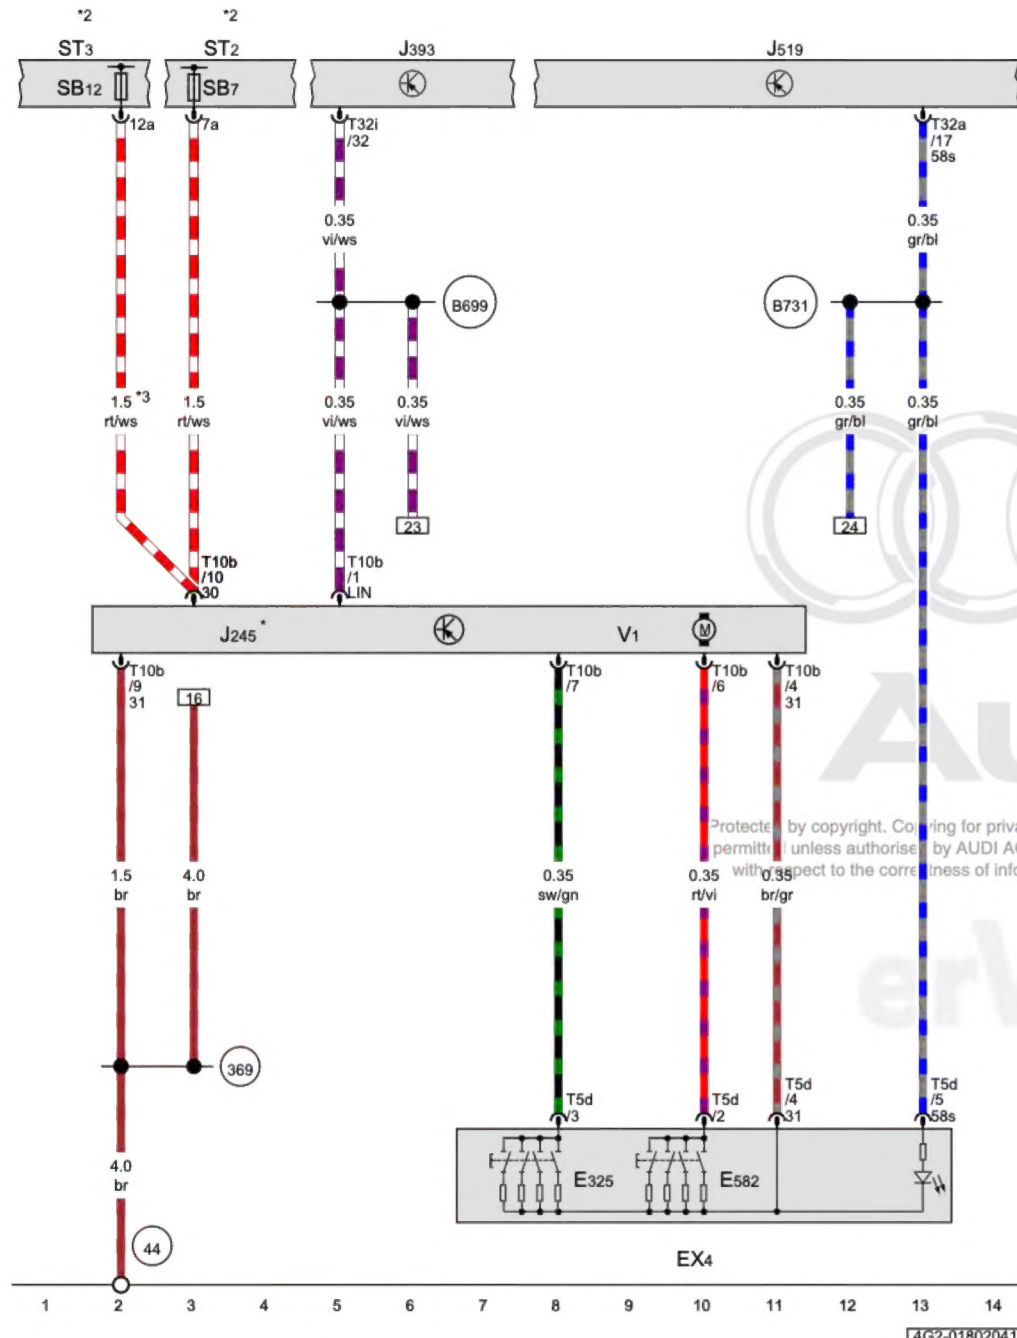 *2 *2
ST3 ST2 J393 J519
SB12 SB7
12a 7a T32i T32a
/32 /17
58s
0.35 0.35
vi/ws gr/bl
B699 B731
1.5 *3 1.5 0.35 0.35 0.35 0.35
rt/ws rt/ws vi/ws vi/ws gr/bl gr/bl
23 24
T10b T10b
/10 /1
30 LIN
J245 * V1 M
T10b T10b T10b T10b
/9 /7 /6 /4
31 31
16
Au
Protected by copyright. Copying for priva
permitted unless authorised by AUDI AG
with respect to the correctness of info
1.5 4.0 0.35 0.35 0.35
br br sw/gn rt/vi br/gr
erW
369
T5d T5d T5d T5d
/3 /2 /4 /5
31 58s
4.0
br
E325 E582
44
EX4
1 2 3 4 5 6 7 8 9 10 11 12 13 14
4G2-01802041